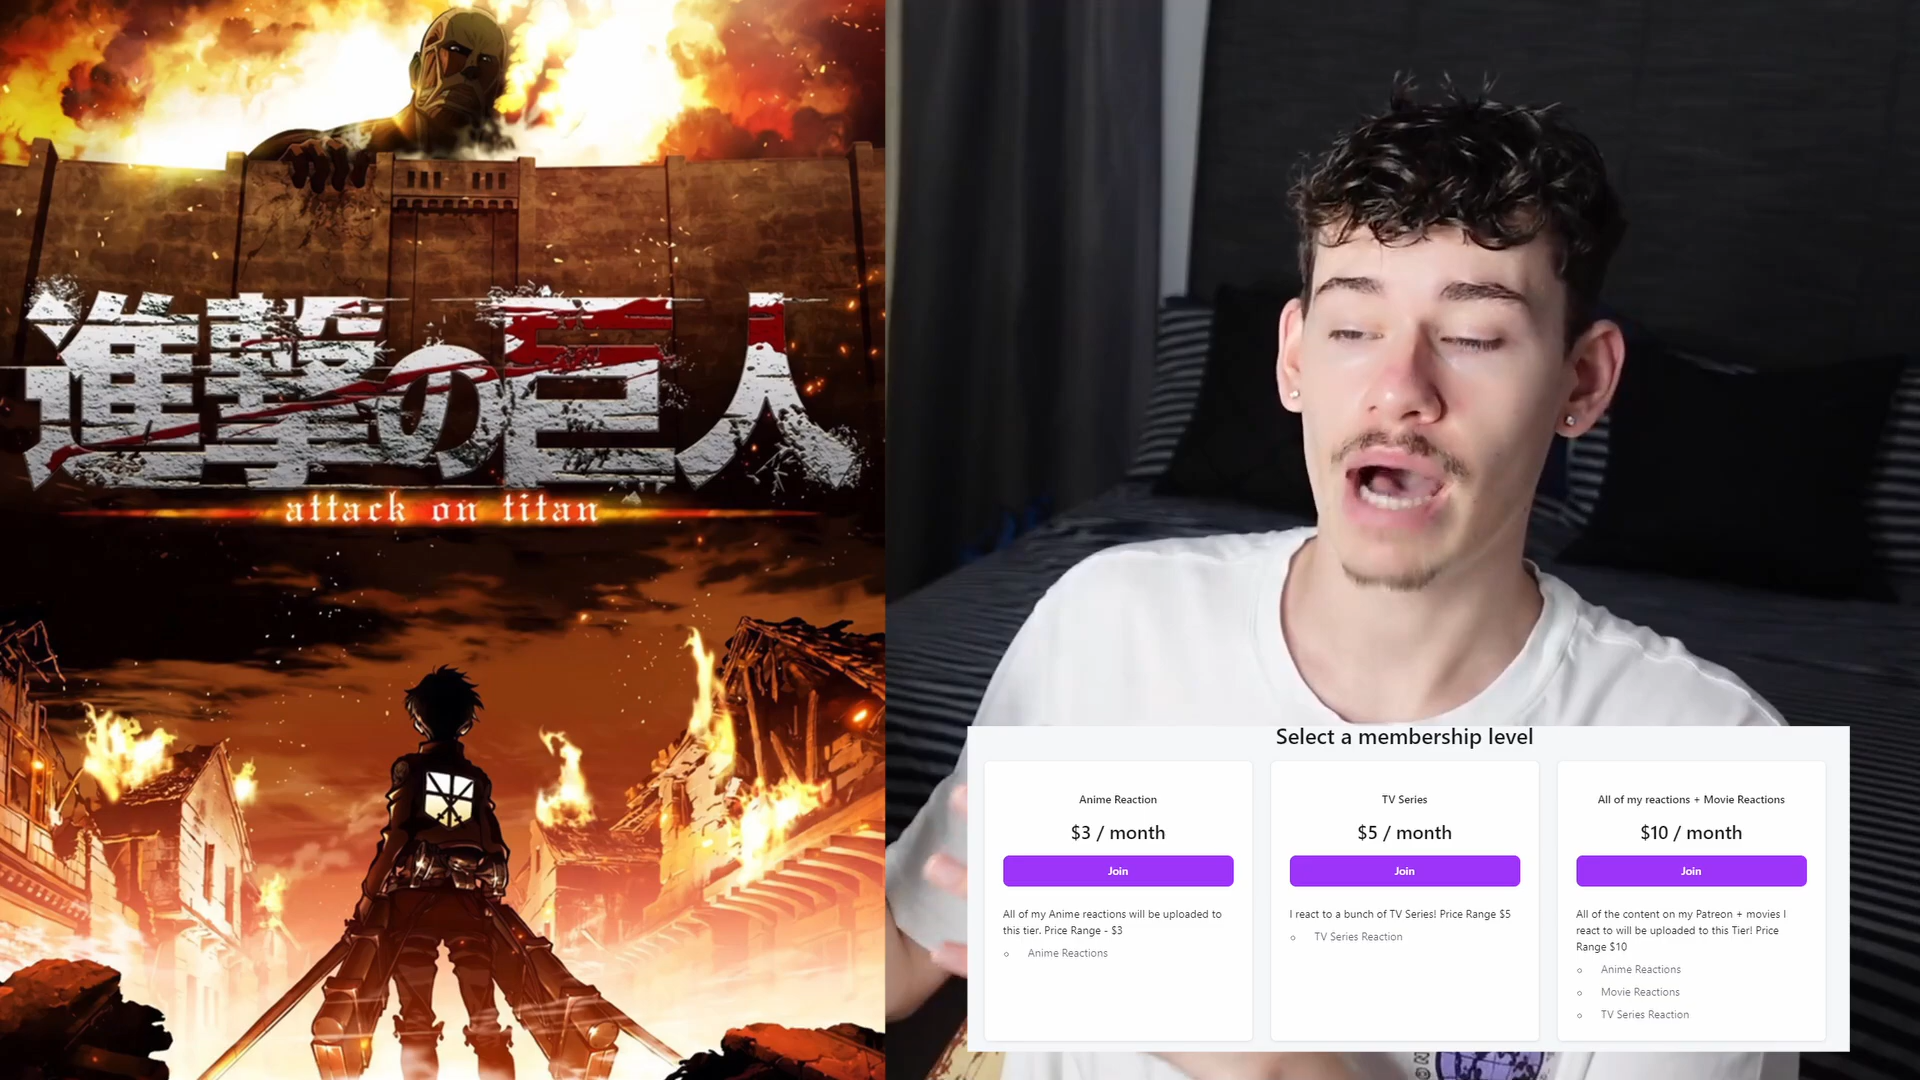 進撃の巨人
attack on titan
Select a membership level
Anime Reaction
$3 / month
Join
All of my Anime reactions will be uploaded to
this tier. Price Range - $3
Anime Reactions
TV Series
$5 / month
Join
I react to a bunch of TV Series! Price Range $5
TV Series Reaction
All of my reactions + Movie Reactions
$10 / month
Join
All of the content on my Patreon + movies I
react to will be uploaded to this Tier! Price
Range $10
Anime Reactions
Movie Reactions
TV Series Reaction